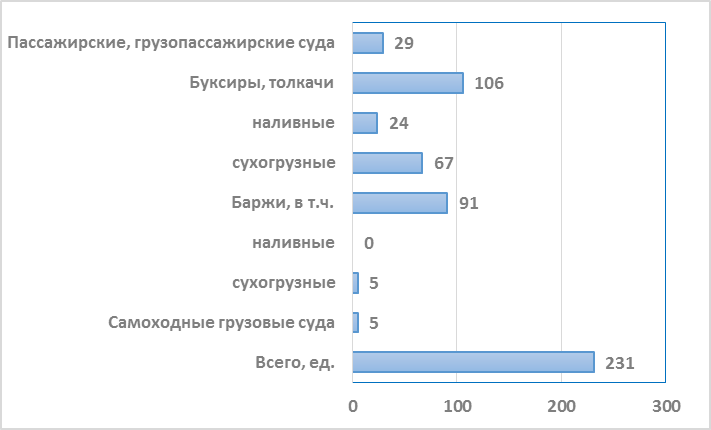 Пассажирские, грузопассажирские суда 29
Буксиры, толкачи 106
наливные 24
сухогрузные 67
Баржи, в т.ч. 91
наливные 0
сухогрузные 5
Самоходные грузовые суда 5
Всего, ед. 231
0 100 200 300